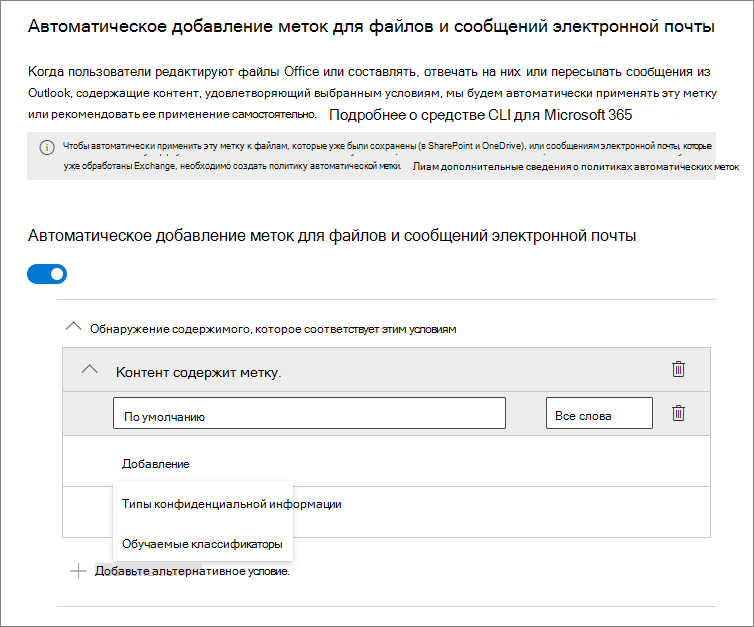 Автоматическое добавление меток для файлов и сообщений электронной почты
Когда пользователи редактируют файлы Office или составлять, отвечать на них или пересылать сообщения из
Outlook, содержащие контент, удовлетворяющий выбранным условиям, мы будем автоматически применять эту метку
или рекомендовать ее применение самостоятельно. Подробнее о средстве CLI для Microsoft 365
Чтобы автоматически применить эту метку к файлам, которые уже были сохранены (в SharePoint и OneDrive), или сообщениям электронной почты, которые
уже обработаны Exchange, необходимо создать политику автоматической метки. Лиам дополнительные сведения о политиках автоматических меток
Автоматическое добавление меток для файлов и сообщений электронной почты
Обнаружение содержимого, которое соответствует этим условиям
Контент содержит метку.
По умолчанию Все слова
Добавление
Типы конфиденциальной информации
Обучаемые классификаторы
Добавьте альтернативное условие.